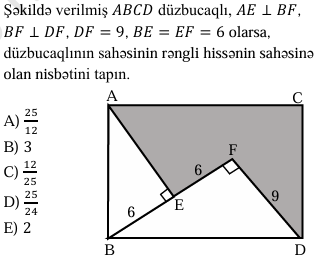 Şəkildə verilmiş ABCD düzbucaqlı, AE ⊥ BF,
BF ⊥ DF, DF = 9, BE = EF = 6 olarsa,
düzbucaqlının sahəsinin rəngli hissənin sahəsinə
olan nisbətini tapın.
A) 25/12
B) 3
C) 12/25
D) 25/24
E) 2
A
C
F
6
9
6
E
B
D